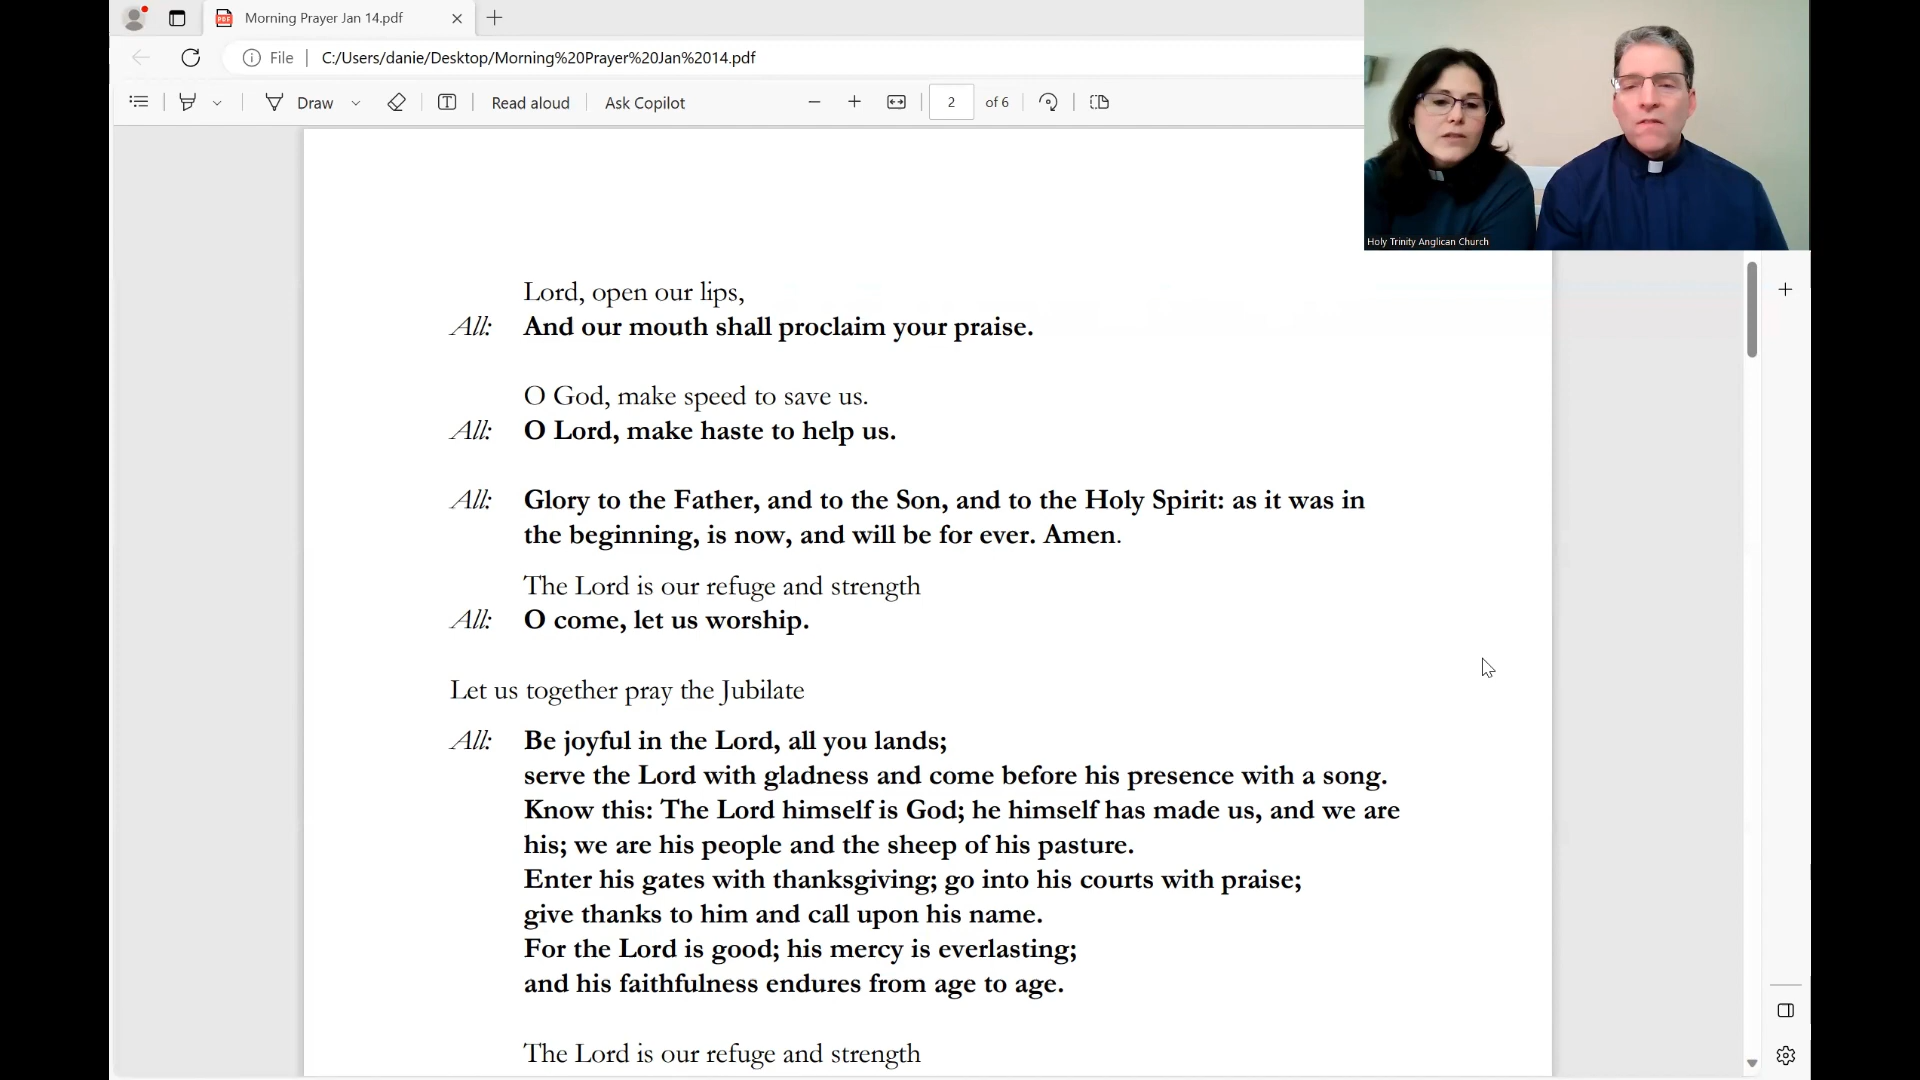 Morning Prayer Jan 14.pdf
File | C:/Users/danie/Desktop/Morning%20Prayer%20Jan%2014.pdf
Draw Read aloud Ask Copilot 2 of 6
Holy Trinity Anglican Church
Lord, open our lips,
All: And our mouth shall proclaim your praise.
O God, make speed to save us.
All: O Lord, make haste to help us.
All: Glory to the Father, and to the Son, and to the Holy Spirit: as it was in
the beginning, is now, and will be for ever. Amen.
The Lord is our refuge and strength
All: O come, let us worship.
Let us together pray the Jubilate
All: Be joyful in the Lord, all you lands;
serve the Lord with gladness and come before his presence with a song.
Know this: The Lord himself is God; he himself has made us, and we are
his; we are his people and the sheep of his pasture.
Enter his gates with thanksgiving; go into his courts with praise;
give thanks to him and call upon his name.
For the Lord is good; his mercy is everlasting;
and his faithfulness endures from age to age.
The Lord is our refuge and strength